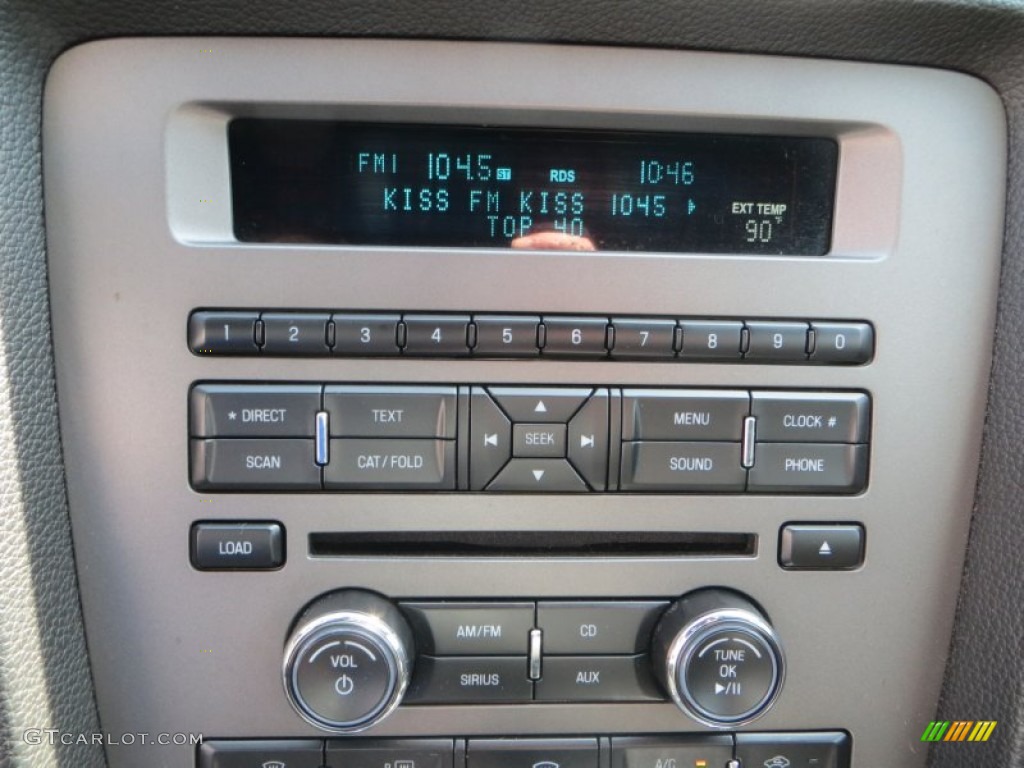 FM1 104.5 ST RDS 10:46
KISS FM KISS 1045
TOP 40
EXT TEMP
90 °F
1 2 3 4 5 6 7 8 9 0
* DIRECT TEXT MENU CLOCK #
SEEK
SCAN CAT/FOLD SOUND PHONE
LOAD
AM/FM CD
VOL TUNE
OK
SIRIUS AUX
GTCARLOT.COM
R A/C